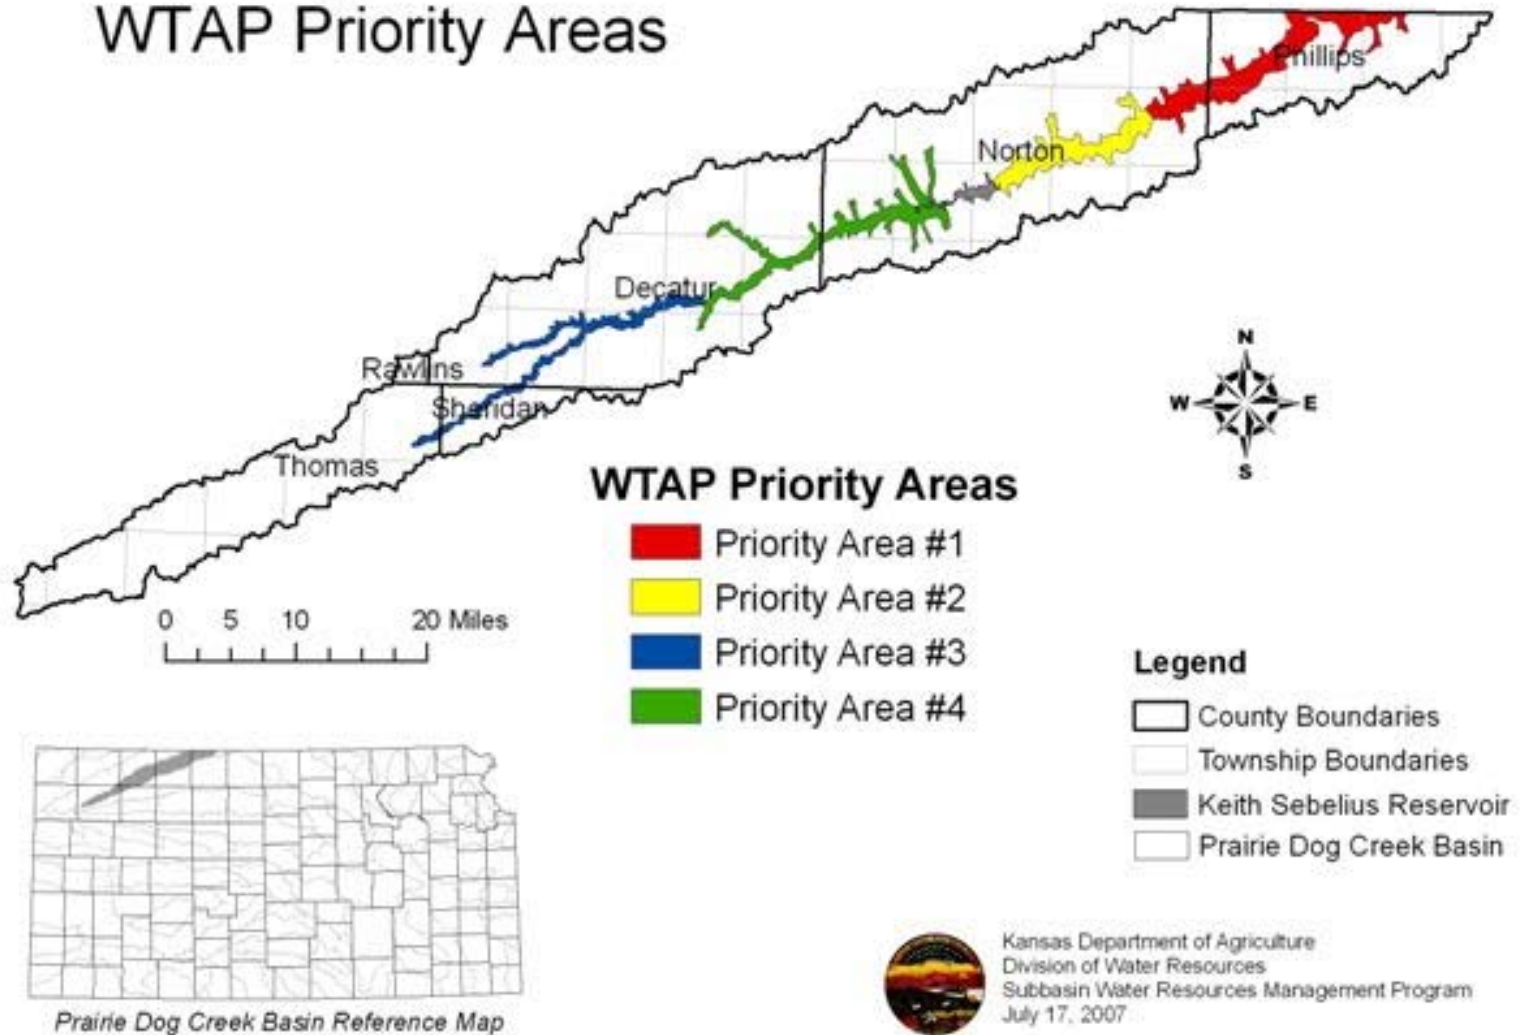 WTAP Priority Areas
Phillips
Norton
Decatur
Rawlins
Sheridan
Thomas
N
W E
S
WTAP Priority Areas
Priority Area #1
Priority Area #2
Priority Area #3
Priority Area #4
0 5 10 20 Miles
Legend
County Boundaries
Township Boundaries
Keith Sebelius Reservoir
Prairie Dog Creek Basin
Prairie Dog Creek Basin Reference Map
Kansas Department of Agriculture
Division of Water Resources
Subbasin Water Resources Management Program
July 17, 2007